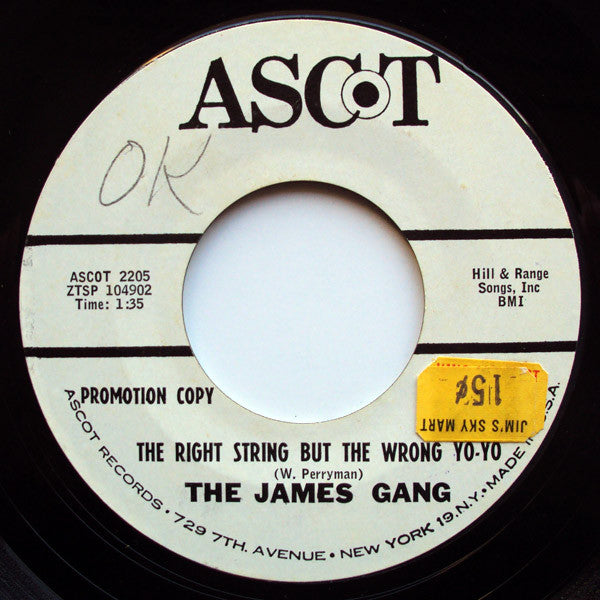 ASCOT
OK
ASCOT 2205
ZTSP 104902
Time: 1:35
Hill & Range
Songs, Inc
BMI
PROMOTION COPY
15¢
JIM'S SKY MART
THE RIGHT STRING BUT THE WRONG YO-YO
(W. Perryman)
THE JAMES GANG
ASCOT RECORDS • 729 7TH. AVENUE • NEW YORK 19, N.Y. • MADE IN U.S.A.